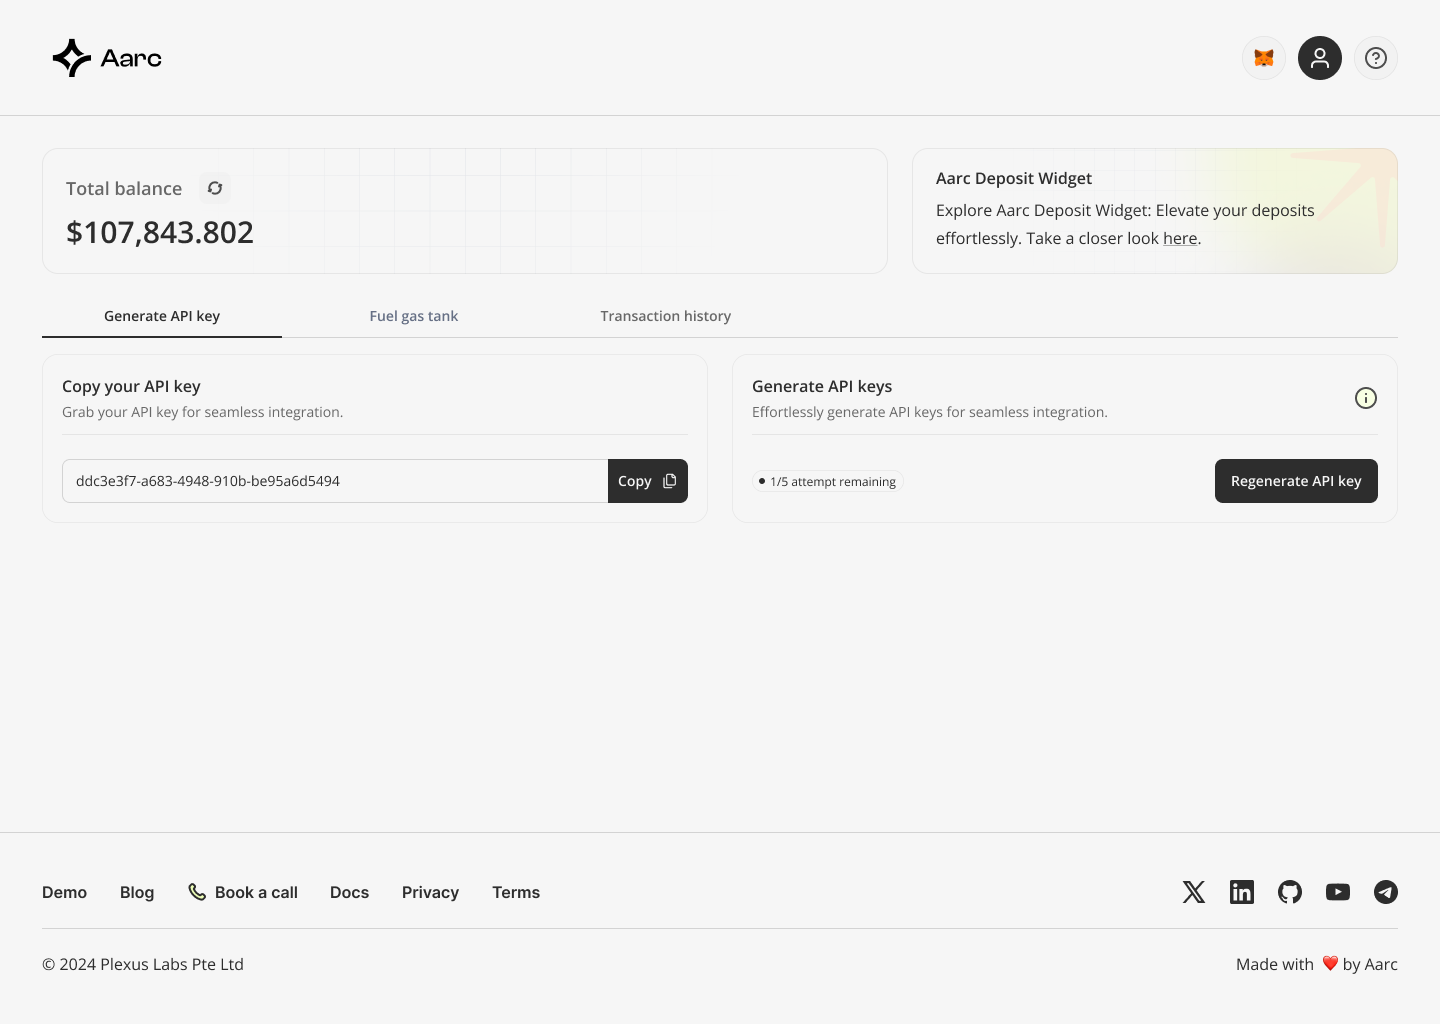 Aarc
Total balance
$107,843.802
Aarc Deposit Widget
Explore Aarc Deposit Widget: Elevate your deposits
effortlessly. Take a closer look here.
Generate API key
Fuel gas tank
Transaction history
Copy your API key
Grab your API key for seamless integration.
ddc3e3f7-a683-4948-910b-be95a6d5494
Copy
Generate API keys
Effortlessly generate API keys for seamless integration.
1/5 attempt remaining
Regenerate API key
Demo
Blog
Book a call
Docs
Privacy
Terms
© 2024 Plexus Labs Pte Ltd
Made with ❤️ by Aarc